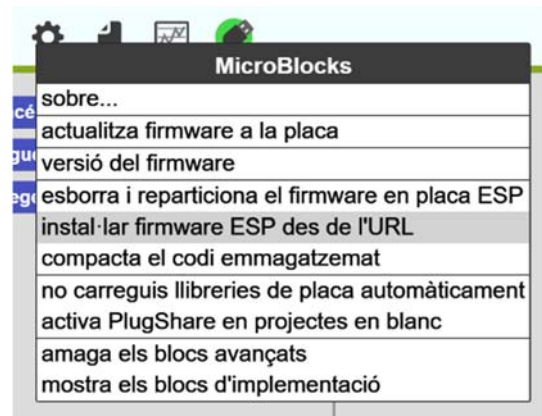 MicroBlocks
sobre...
actualitza firmware a la placa
versió del firmware
esborra i reparticiona el firmware en placa ESP
instal·lar firmware ESP des de l'URL
compacta el codi emmagatzemat
no carreguis llibreries de placa automàticament
activa PlugShare en projectes en blanc
amaga els blocs avançats
mostra els blocs d'implementació